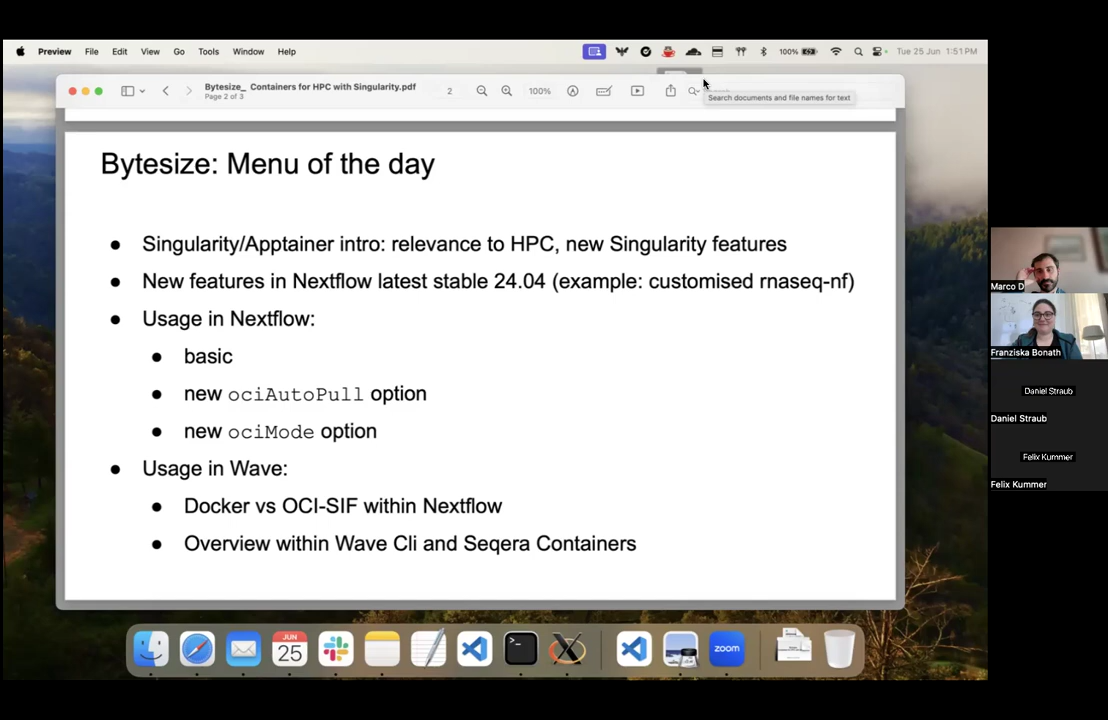 Preview File Edit View Go Tools Window Help 100% Tue 25 Jun 1:51 PM
Bytesize_ Containers for HPC with Singularity.pdf
Page 2 of 3
2
100%
Search documents and file names for text
Bytesize: Menu of the day
● Singularity/Apptainer intro: relevance to HPC, new Singularity features
● New features in Nextflow latest stable 24.04 (example: customised rnaseq-nf)
● Usage in Nextflow:
● basic
● new ociAutoPull option
● new ociMode option
● Usage in Wave:
● Docker vs OCI-SIF within Nextflow
● Overview within Wave Cli and Seqera Containers
Marco D
Franziska Bonath
Daniel Straub
Daniel Straub
Felix Kummer
Felix Kummer
JUN
25
zoom